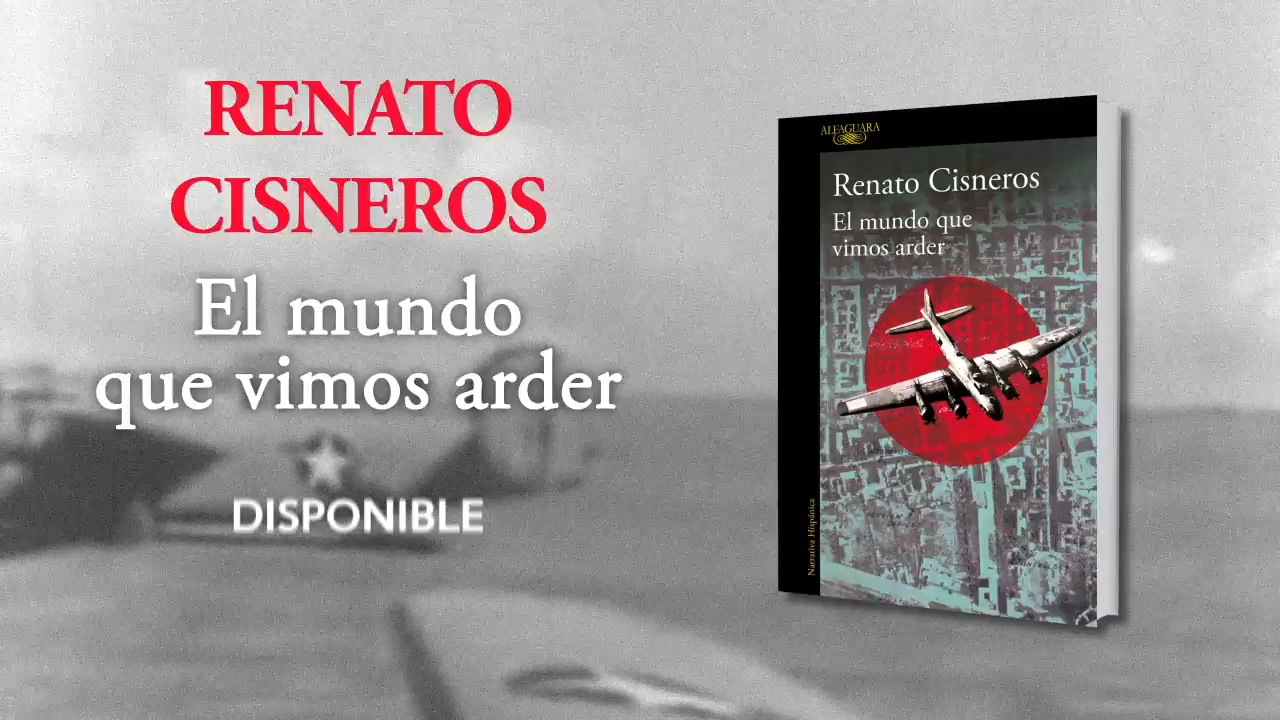 RENATO
CISNEROS
El mundo
que vimos arder
DISPONIBLE
ALFAGUARA
Renato Cisneros
El mundo que
vimos arder
Narrativa Hispánica